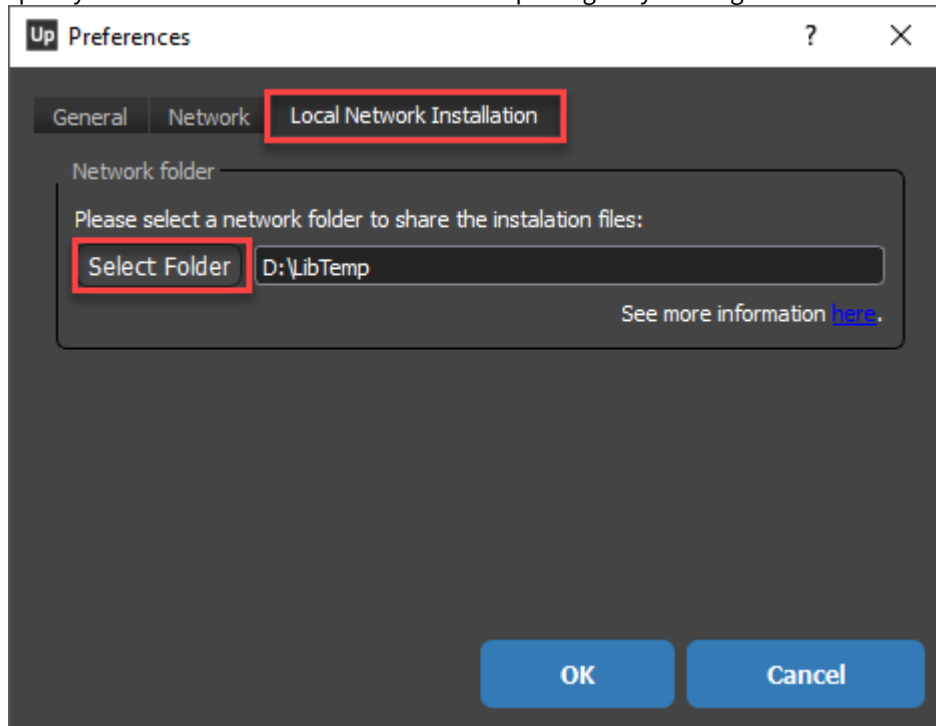 Up Preferences ? X
General Network Local Network Installation
Network folder
Please select a network folder to share the instalation files:
Select Folder D:\LibTemp
See more information here.
OK Cancel